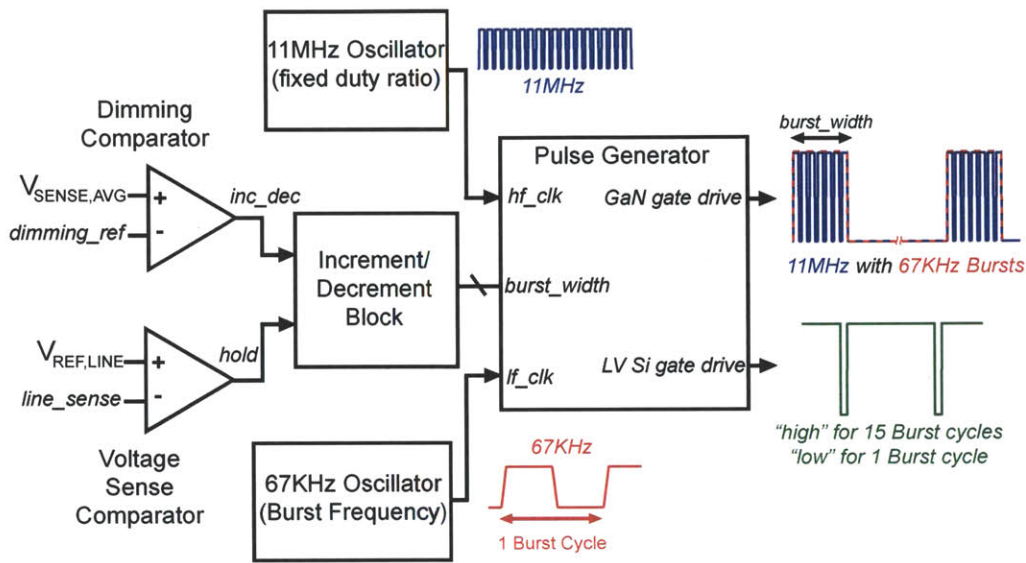 11MHz Oscillator
(fixed duty ratio)
11MHz
Dimming
Comparator
V_SENSE,AVG
+
dimming_ref
-
inc_dec
Increment/
Decrement
Block
V_REF,LINE
+
line_sense
-
hold
Voltage
Sense
Comparator
67KHz Oscillator
(Burst Frequency)
67KHz
1 Burst Cycle
Pulse Generator
hf_clk
GaN gate drive
burst_width
LV Si gate drive
lf_clk
burst_width
11MHz with 67KHz Bursts
“high” for 15 Burst cycles
“low” for 1 Burst cycle